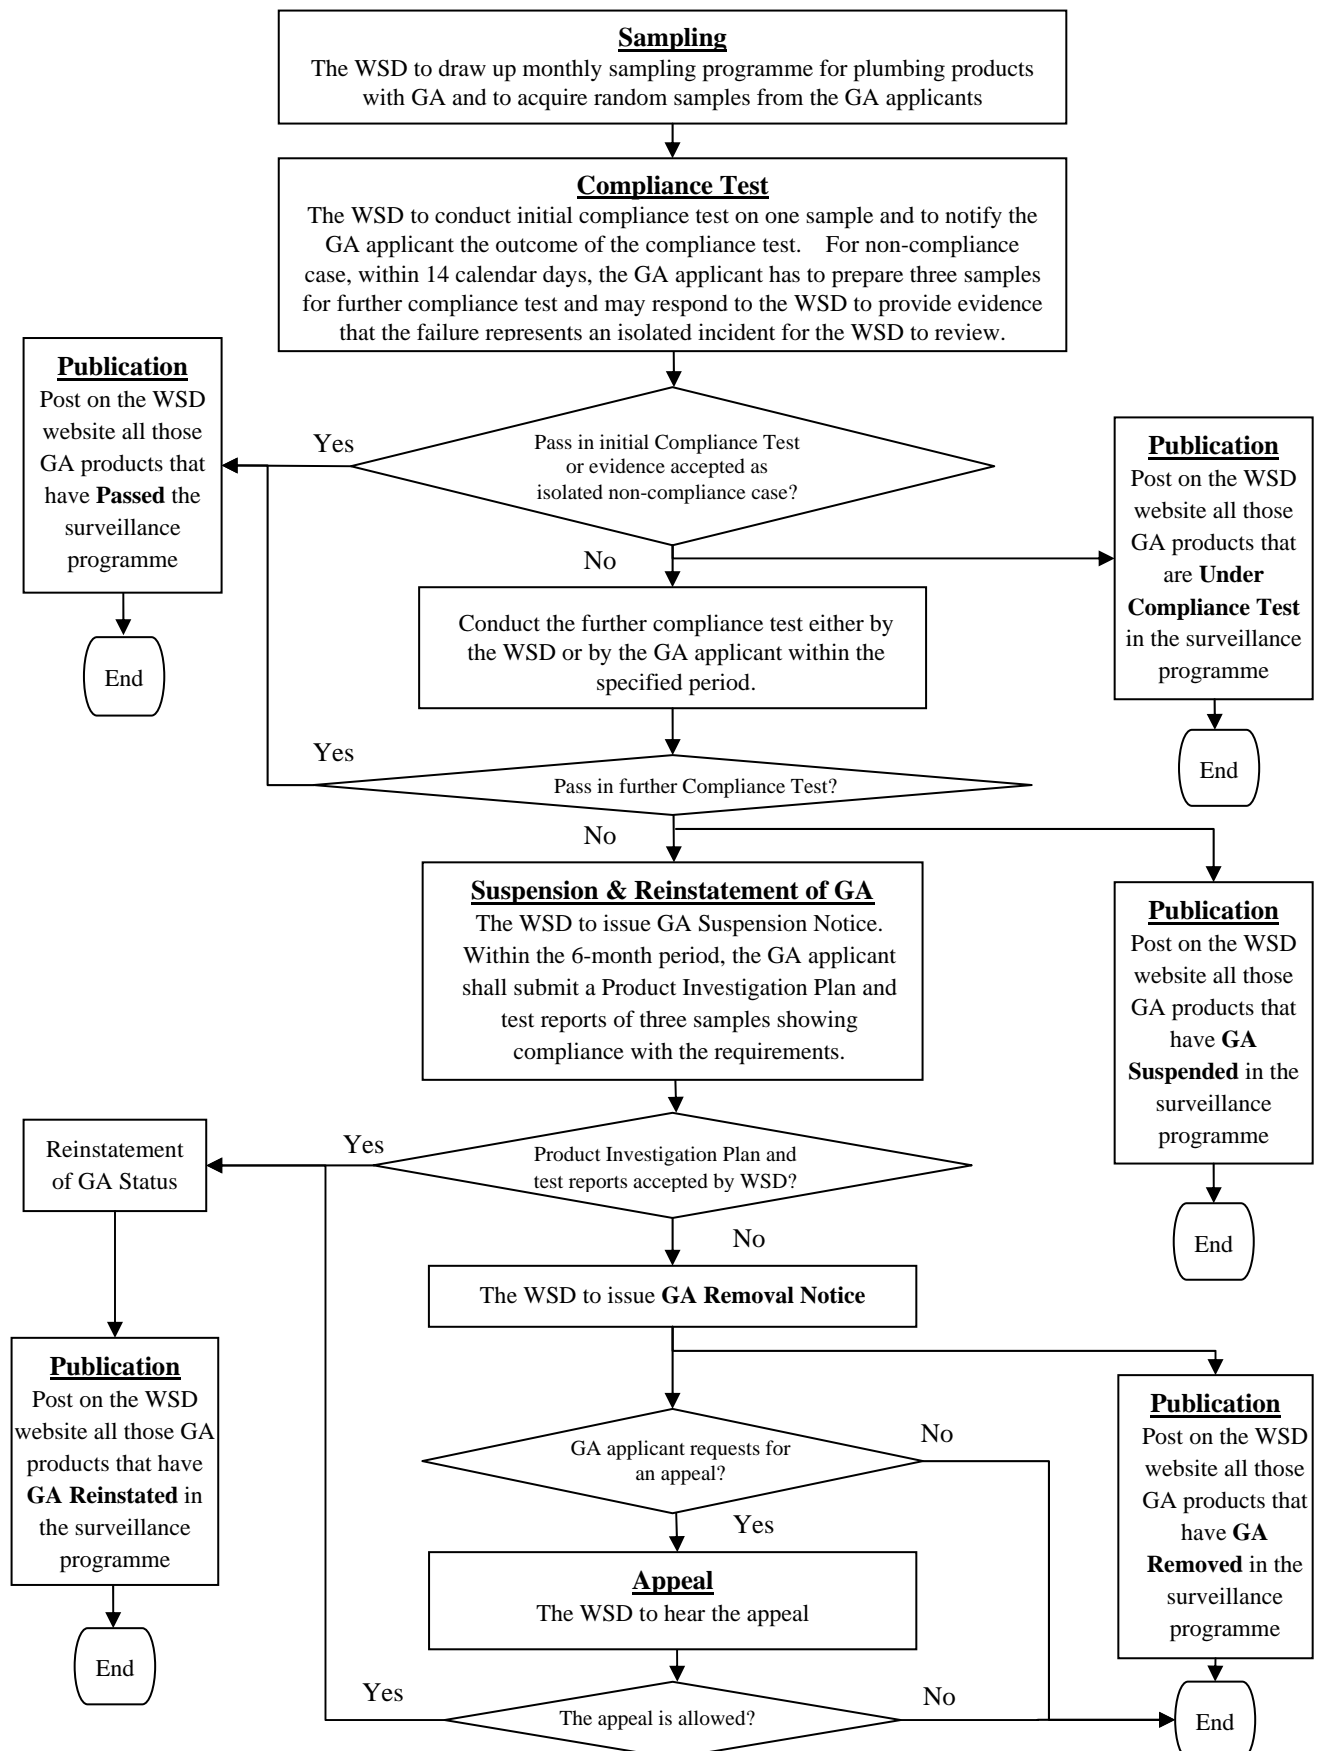 Sampling
The WSD to draw up monthly sampling programme for plumbing products
with GA and to acquire random samples from the GA applicants
Compliance Test
The WSD to conduct initial compliance test on one sample and to notify the
GA applicant the outcome of the compliance test. For non-compliance
case, within 14 calendar days, the GA applicant has to prepare three samples
for further compliance test and may respond to the WSD to provide evidence
that the failure represents an isolated incident for the WSD to review.
Publication
Post on the WSD
website all those
GA products that
have Passed the
surveillance
programme
End
Yes
Pass in initial Compliance Test
or evidence accepted as
isolated non-compliance case?
No
Publication
Post on the WSD
website all those
GA products that
are Under
Compliance Test
in the surveillance
programme
End
Conduct the further compliance test either by
the WSD or by the GA applicant within the
specified period.
Yes
Pass in further Compliance Test?
No
Suspension & Reinstatement of GA
The WSD to issue GA Suspension Notice.
Within the 6-month period, the GA applicant
shall submit a Product Investigation Plan and
test reports of three samples showing
compliance with the requirements.
Publication
Post on the WSD
website all those
GA products that
have GA
Suspended in the
surveillance
programme
End
Reinstatement
of GA Status
Yes
Product Investigation Plan and
test reports accepted by WSD?
No
The WSD to issue GA Removal Notice
Publication
Post on the WSD
website all those GA
products that have
GA Reinstated in
the surveillance
programme
End
GA applicant requests for
an appeal?
No
Yes
Publication
Post on the WSD
website all those
GA products that
have GA
Removed in the
surveillance
programme
Appeal
The WSD to hear the appeal
Yes
The appeal is allowed?
No
End